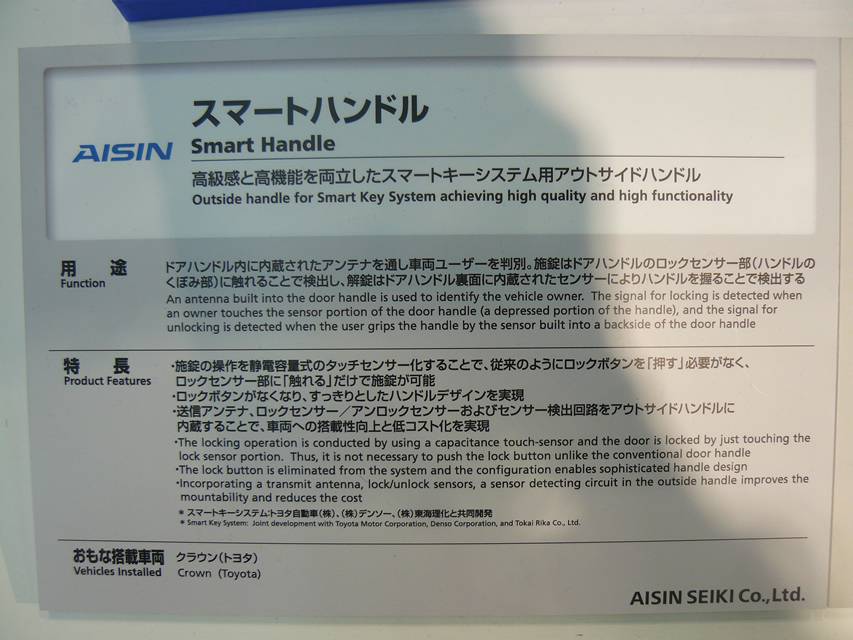 AISIN
スマートハンドル
Smart Handle
高級感と高機能を両立したスマートキーシステム用アウトサイドハンドル
Outside handle for Smart Key System achieving high quality and high functionality
用途
Function
ドアハンドル内に内蔵されたアンテナを通し車両ユーザーを判別。施錠はドアハンドルのロックセンサー部(ハンドルの
くぼみ部)に触れることで検出し、解錠はドアハンドル裏面に内蔵されたセンサーによりハンドルを握ることで検出する
An antenna built into the door handle is used to identify the vehicle owner. The signal for locking is detected when
an owner touches the sensor portion of the door handle (a depressed portion of the handle), and the signal for
unlocking is detected when the user grips the handle by the sensor built into a backside of the door handle
特長
Product Features
・施錠の操作を静電容量式のタッチセンサー化することで、従来のようにロックボタンを「押す」必要がなく、
ロックセンサー部に「触れる」だけで施錠が可能
・ロックボタンがなくなり、すっきりとしたハンドルデザインを実現
・送信アンテナ、ロックセンサー／アンロックセンサーおよびセンサー検出回路をアウトサイドハンドルに
内蔵することで、車両への搭載性向上と低コスト化を実現
・The locking operation is conducted by using a capacitance touch-sensor and the door is locked by just touching the
lock sensor portion. Thus, it is not necessary to push the lock button unlike the conventional door handle
・The lock button is eliminated from the system and the configuration enables sophisticated handle design
・Incorporating a transmit antenna, lock/unlock sensors, a sensor detecting circuit in the outside handle improves the
mountability and reduces the cost
* スマートキーシステム:トヨタ自動車(株)、(株)デンソー、(株)東海理化と共同開発
* Smart Key System: Joint development with Toyota Motor Corporation, Denso Corporation, and Tokai Rika Co., Ltd.
おもな搭載車両
Vehicles Installed
クラウン(トヨタ)
Crown (Toyota)
AISIN SEIKI Co.,Ltd.